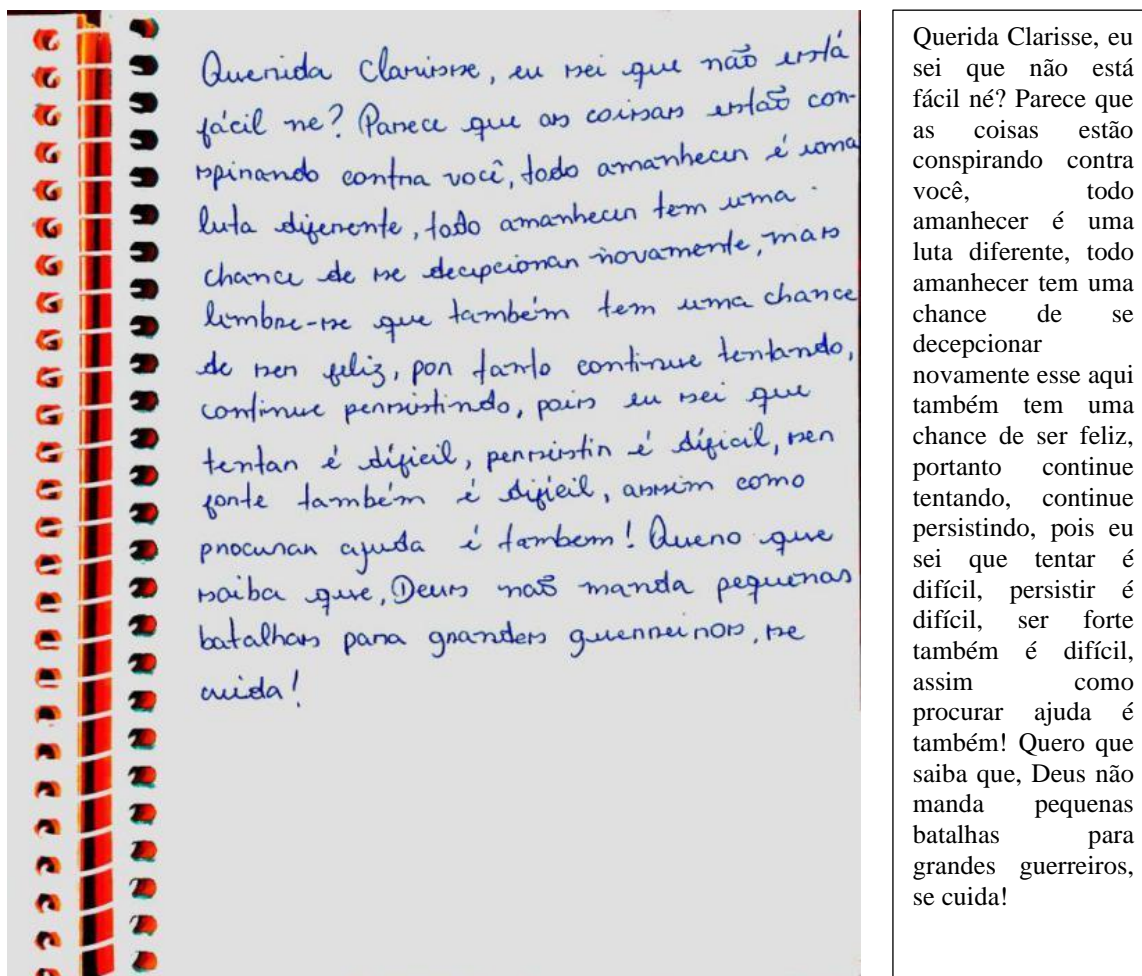 Querida Clarisse, eu sei que não está
fácil ne? Parece que as coisas estão con-
spirando contra você, todo amanhecer é uma
luta diferente, todo amanhecer tem uma
chance de se decepcionar novamente, mas
lembre-se que também tem uma chance
de ser feliz, por tanto continue tentando,
continue persistindo, pois eu sei que
tentar é difícil, persistir é difícil, ser
forte também é difícil, assim como
procurar ajuda é tambem! Quero que
saiba que, Deus não manda pequenas
batalhas para grandes guerreiros, se
cuida!
Querida Clarisse, eu
sei que não está
fácil né? Parece que
as coisas estão
conspirando contra
você, todo
amanhecer é uma
luta diferente, todo
amanhecer tem uma
chance de se
decepcionar
novamente esse aqui
também tem uma
chance de ser feliz,
portanto continue
tentando, continue
persistindo, pois eu
sei que tentar é
difícil, persistir é
difícil, ser forte
também é difícil,
assim como
procurar ajuda é
também! Quero que
saiba que, Deus não
manda pequenas
batalhas para
grandes guerreiros,
se cuida!